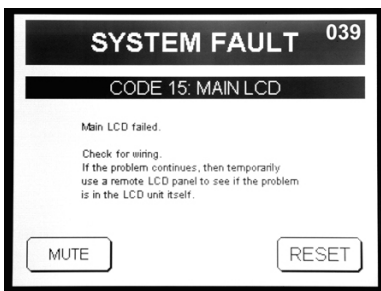 SYSTEM FAULT 039
CODE 15: MAIN LCD
Main LCD failed.
Check for wiring.
If the problem continues, then temporarily
use a remote LCD panel to see if the problem
is in the LCD unit itself.
MUTE
RESET